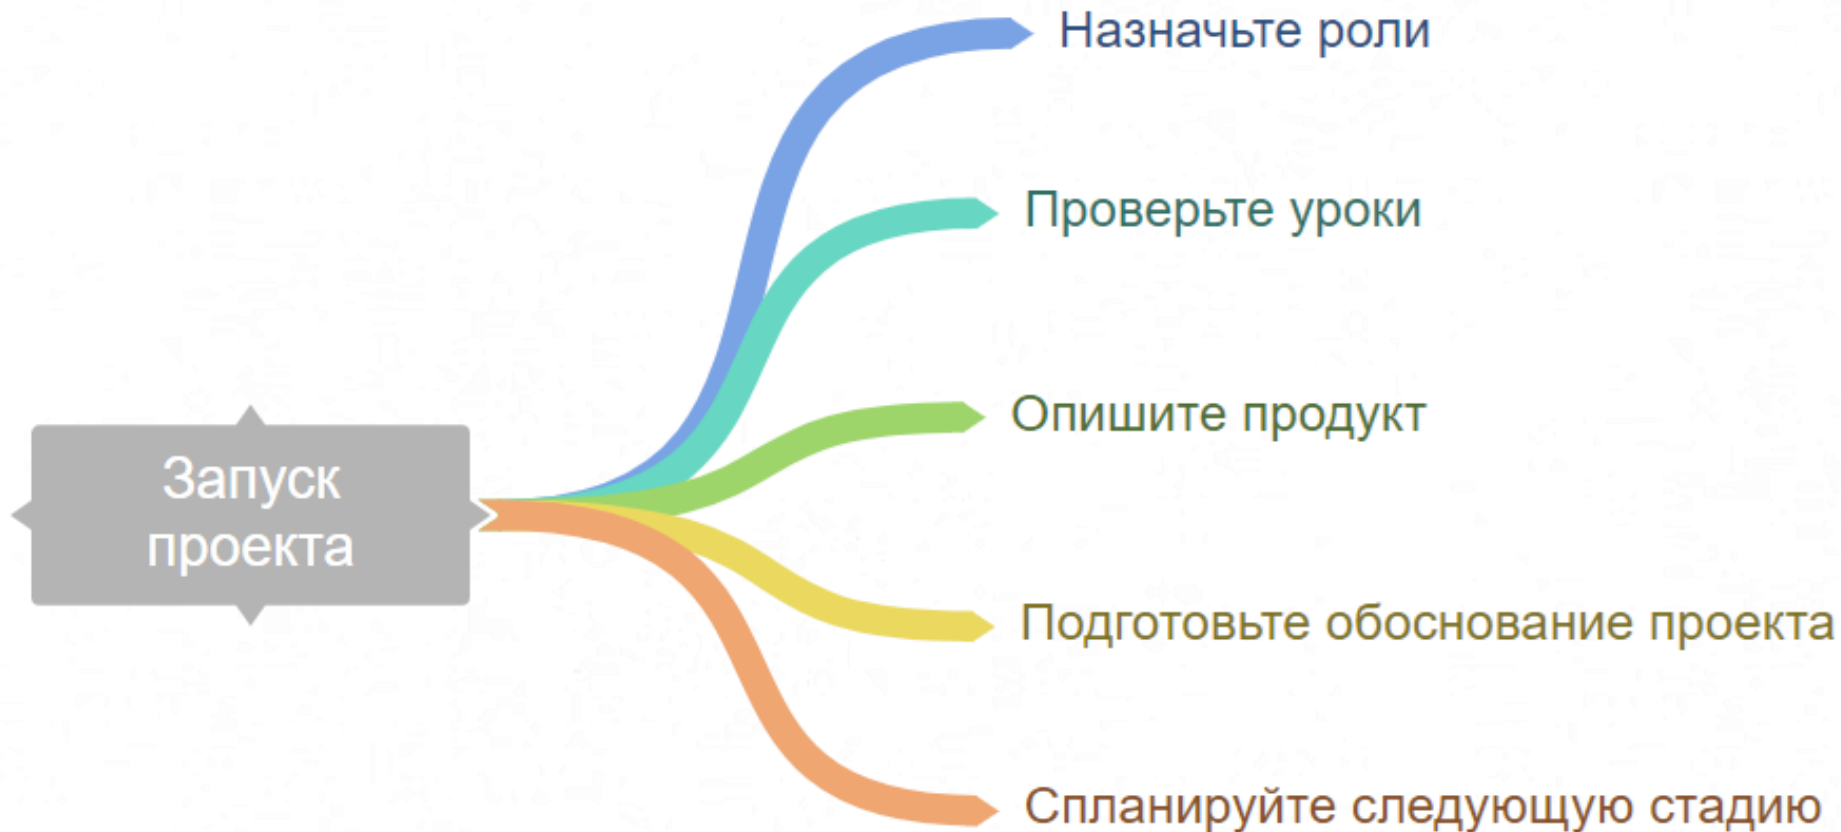 Назначьте роли
Проверьте уроки
Опишите продукт
Запуск
проекта
Подготовьте обоснование проекта
Спланируйте следующую стадию